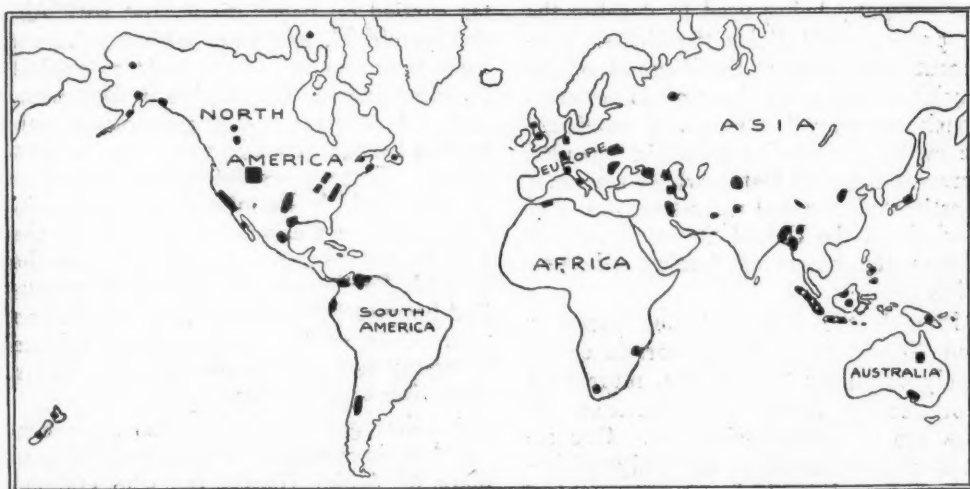 NORTH
AMERICA
EUROPE
ASIA
AFRICA
SOUTH
AMERICA
AUSTRALIA